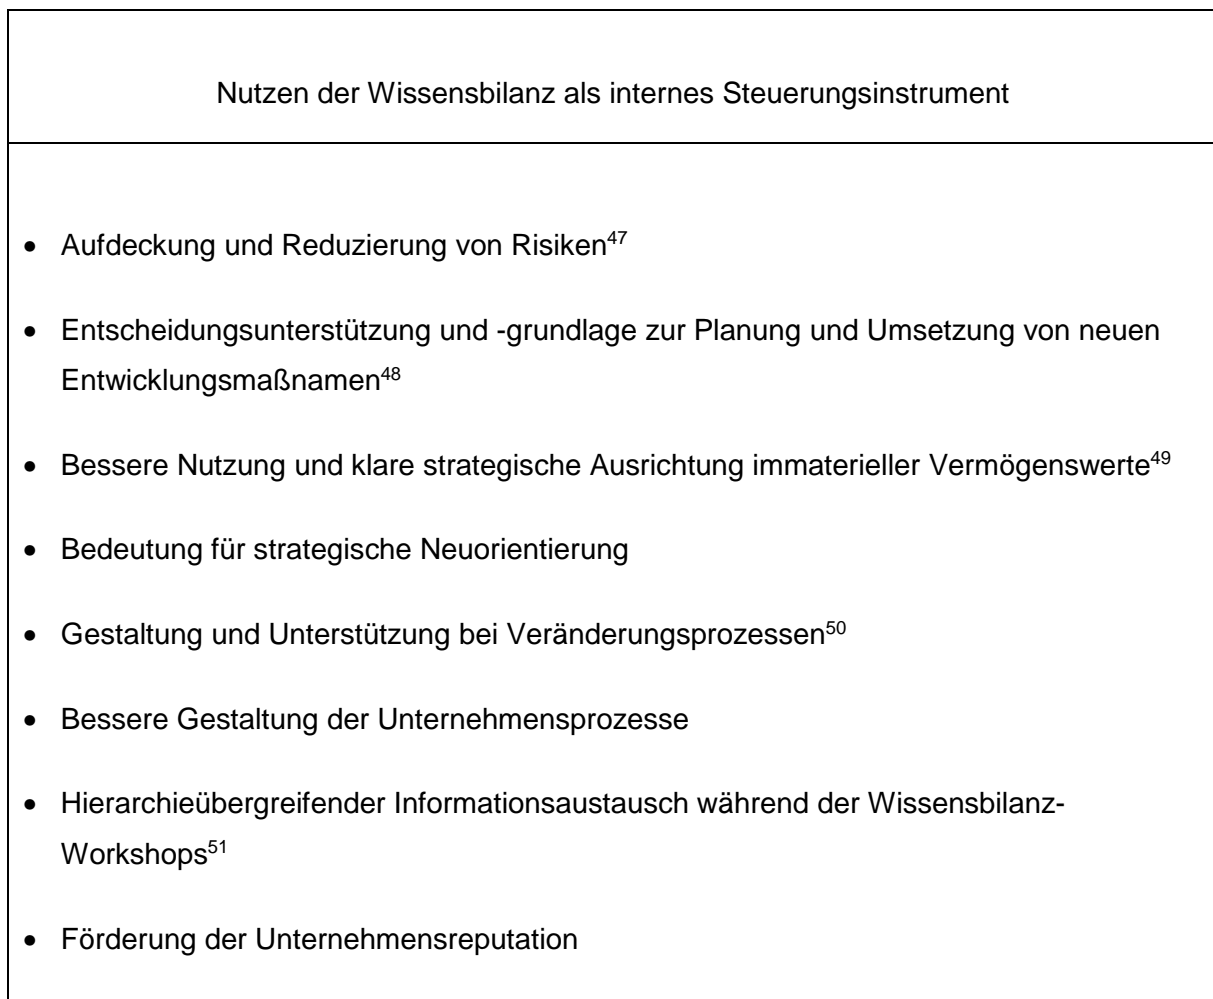 Nutzen der Wissensbilanz als internes Steuerungsinstrument
• Aufdeckung und Reduzierung von Risiken47
• Entscheidungsunterstützung und -grundlage zur Planung und Umsetzung von neuen
Entwicklungsmaßnamen48
• Bessere Nutzung und klare strategische Ausrichtung immaterieller Vermögenswerte49
• Bedeutung für strategische Neuorientierung
• Gestaltung und Unterstützung bei Veränderungsprozessen50
• Bessere Gestaltung der Unternehmensprozesse
• Hierarchieübergreifender Informationsaustausch während der Wissensbilanz-
Workshops51
• Förderung der Unternehmensreputation